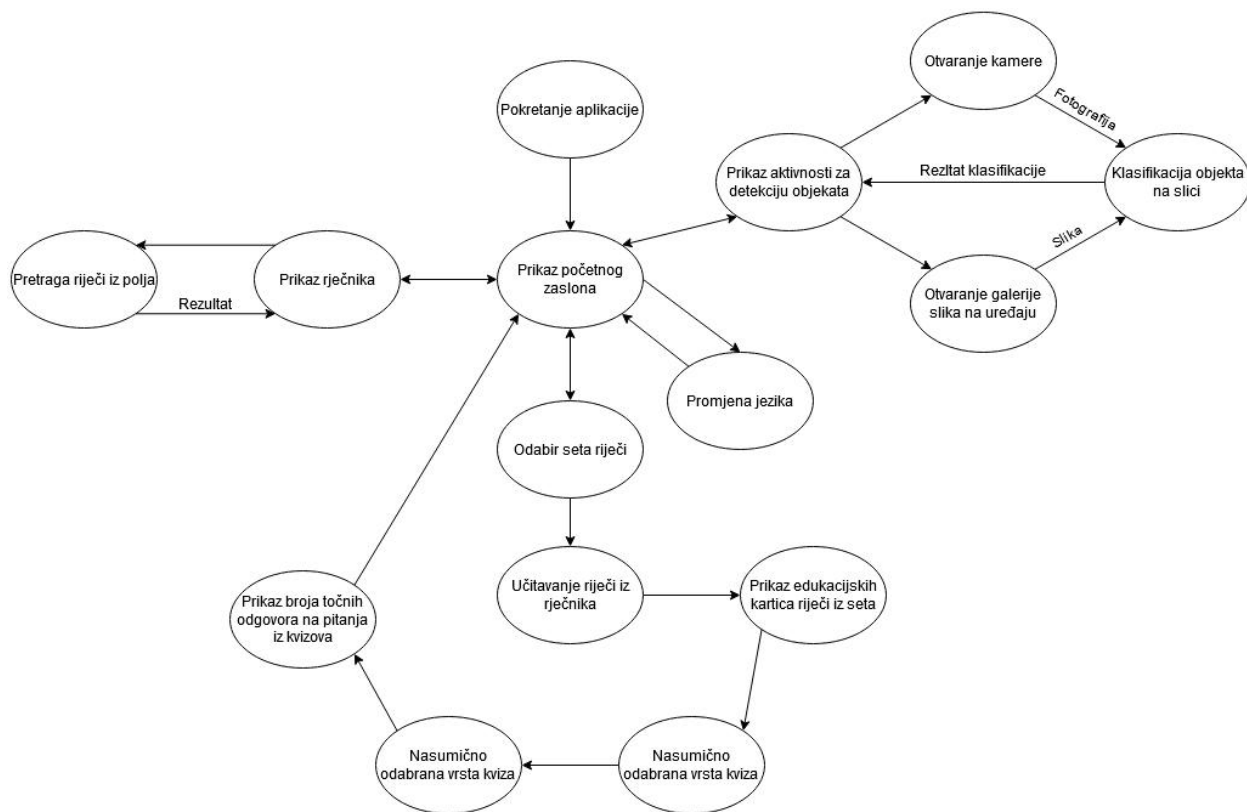 Otvaranje kamere
Pokretanje aplikacije
Fotografija
Prikaz aktivnosti za
detekciju objekata
Rezltat klasifikacije
Klasifikacija objekta
na slici
Slika
Pretraga riječi iz polja
Rezultat
Prikaz rječnika
Prikaz početnog
zaslona
Otvaranje galerije
slika na uređaju
Promjena jezika
Odabir seta riječi
Učitavanje riječi iz
rječnika
Prikaz edukacijskih
kartica riječi iz seta
Prikaz broja točnih
odgovora na pitanja
iz kvizova
Nasumično
odabrana vrsta kviza
Nasumično
odabrana vrsta kviza